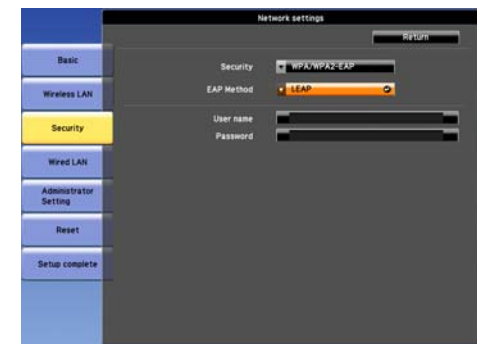 Network settings
Return
Basic
Wireless LAN
Security
Wired LAN
Administrator
Setting
Reset
Setup complete
Security WPA/WPA2-EAP
EAP Method LEAP
User name
Password